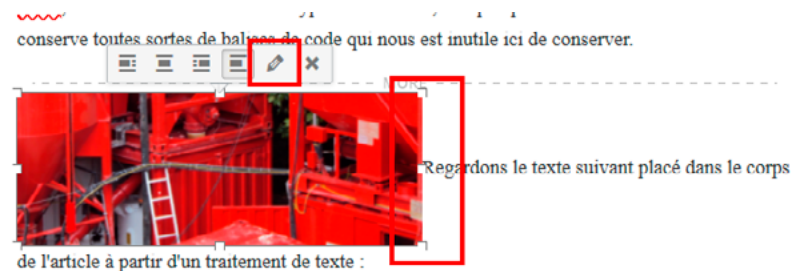 conserve toutes sortes de balises de code qui nous est inutile ici de conserver.
MORE
Regardons le texte suivant placé dans le corps
de l'article à partir d'un traitement de texte :